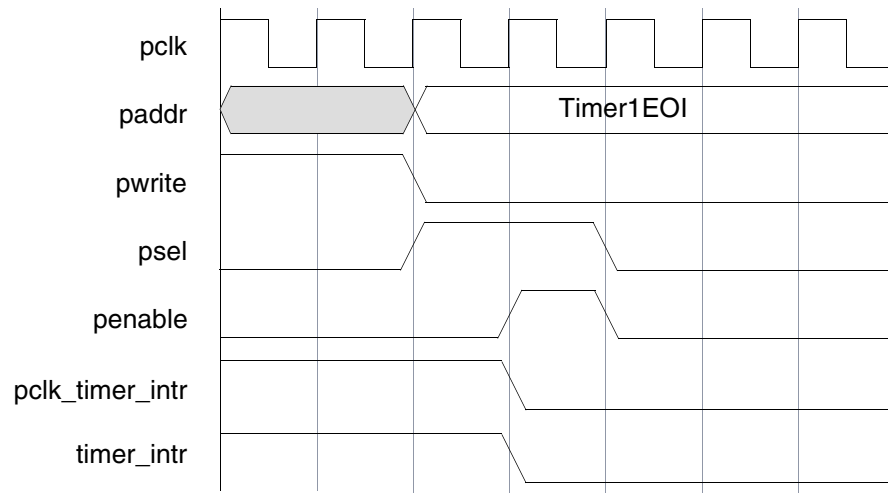 pclk
paddr
Timer1EOI
pwrite
psel
penable
pclk_timer_intr
timer_intr